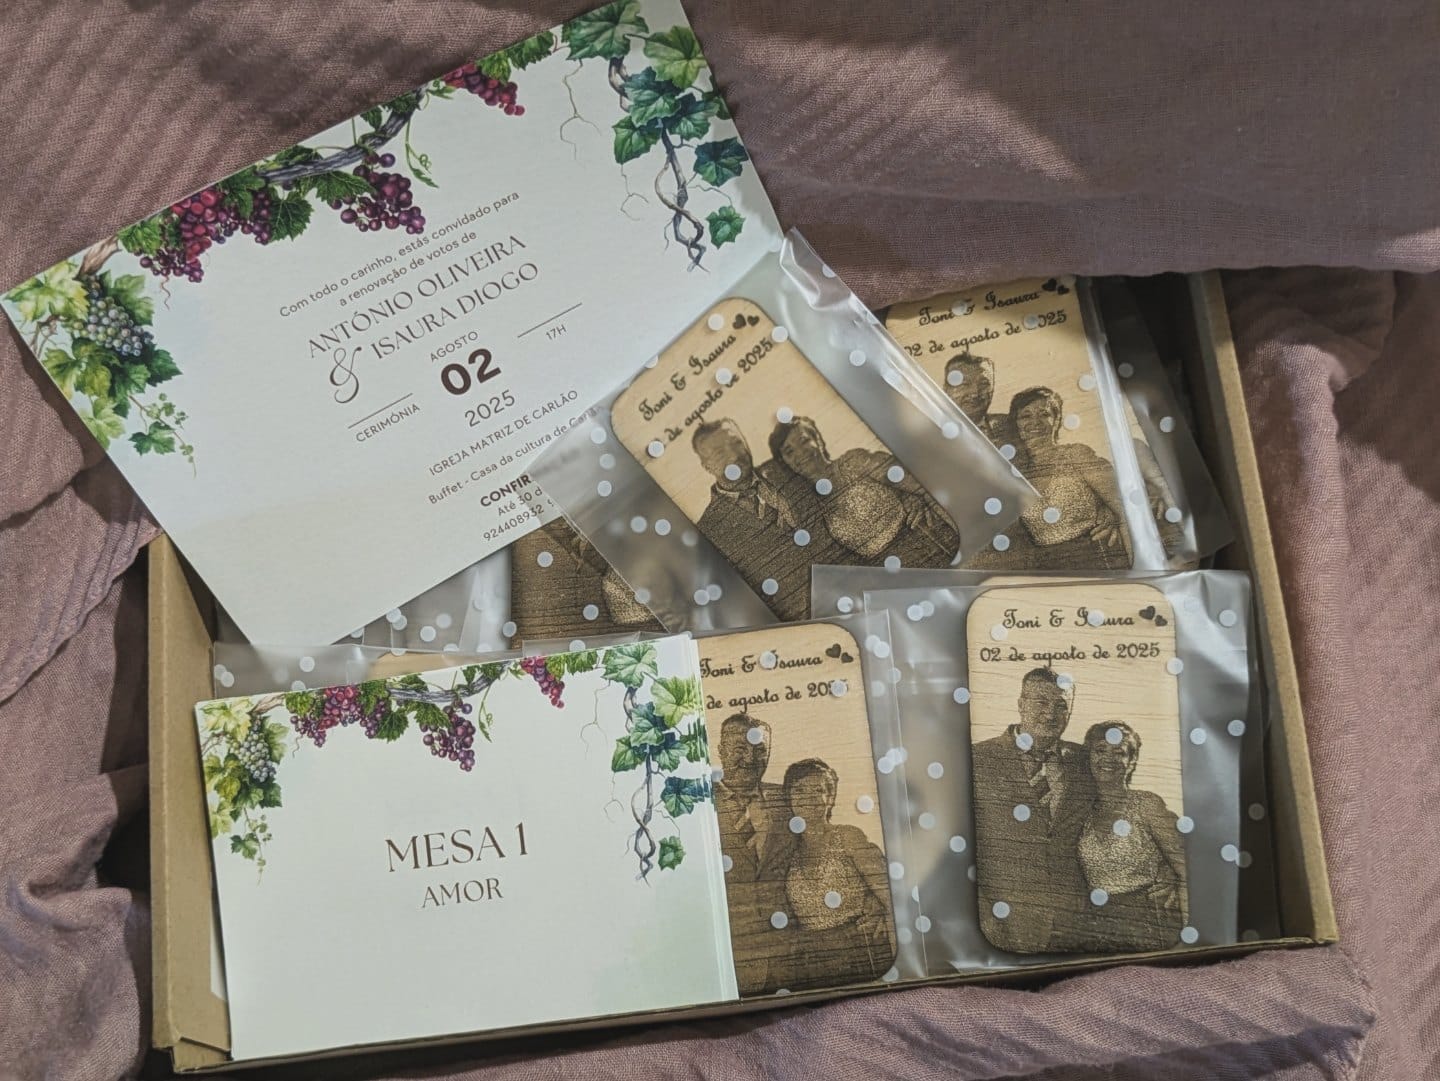 Com todo o carinho, estás convidado para
a renovação de votos de
ANTÓNIO OLIVEIRA
& ISAURA DIOGO
AGOSTO
CERIMÓNIA 02 17H
2025
IGREJA MATRIZ DE CARLÃO
Buffet - Casa da cultura de
CONFIR
Até 30 d
924408932
Toni & Isaura
02 de agosto de 2025
Toni & Isaura
02 de agosto de 2025
Toni & Isaura
de agosto de 2025
Toni & Isaura
02 de agosto de 2025
MESA 1
AMOR